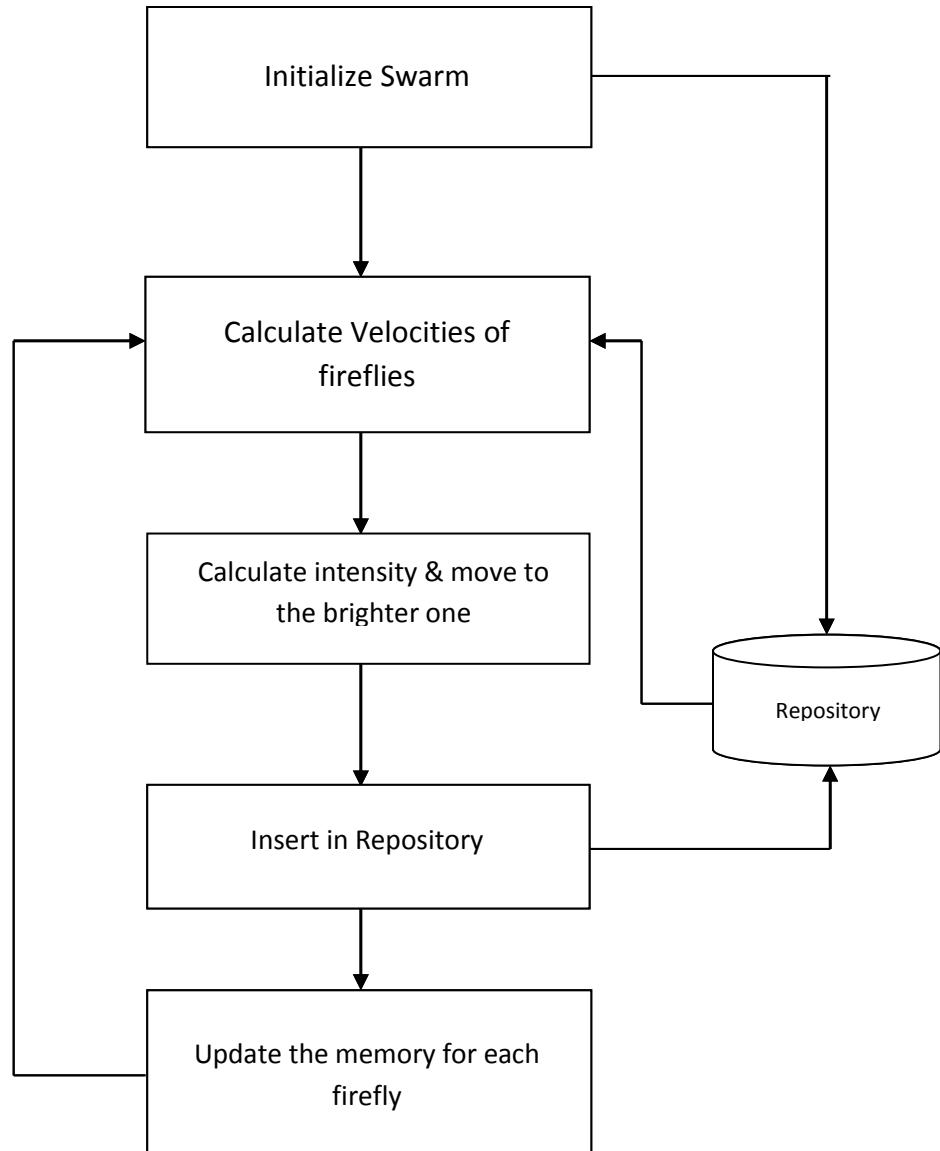 Initialize Swarm
Calculate Velocities of
fireflies
Calculate intensity & move to
the brighter one
Repository
Insert in Repository
Update the memory for each
firefly